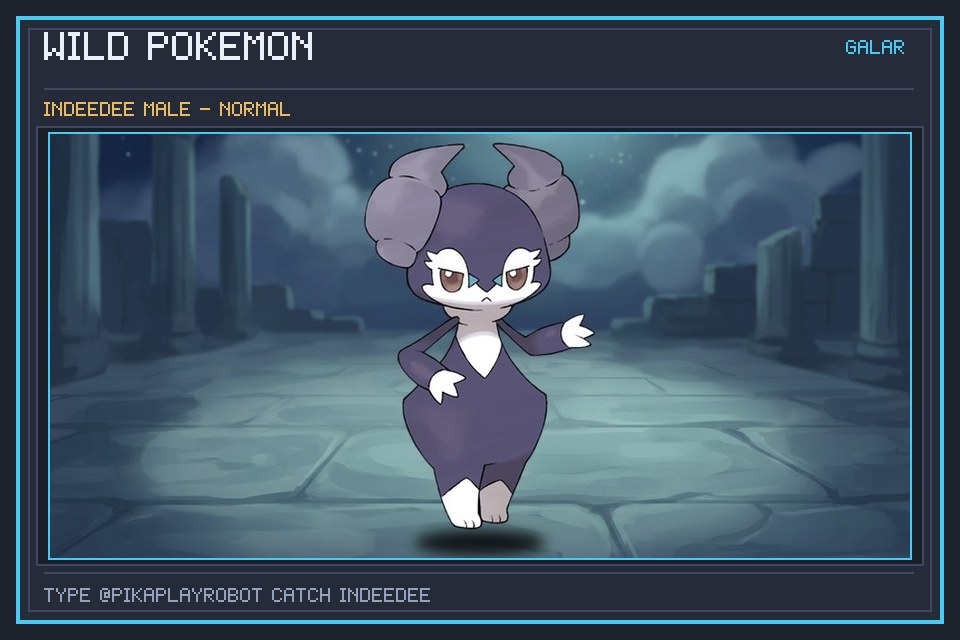 WILD POKEMON
GALAR
INDEEDEE MALE - NORMAL
TYPE @PIKAPLAYROBOT CATCH INDEEDEE